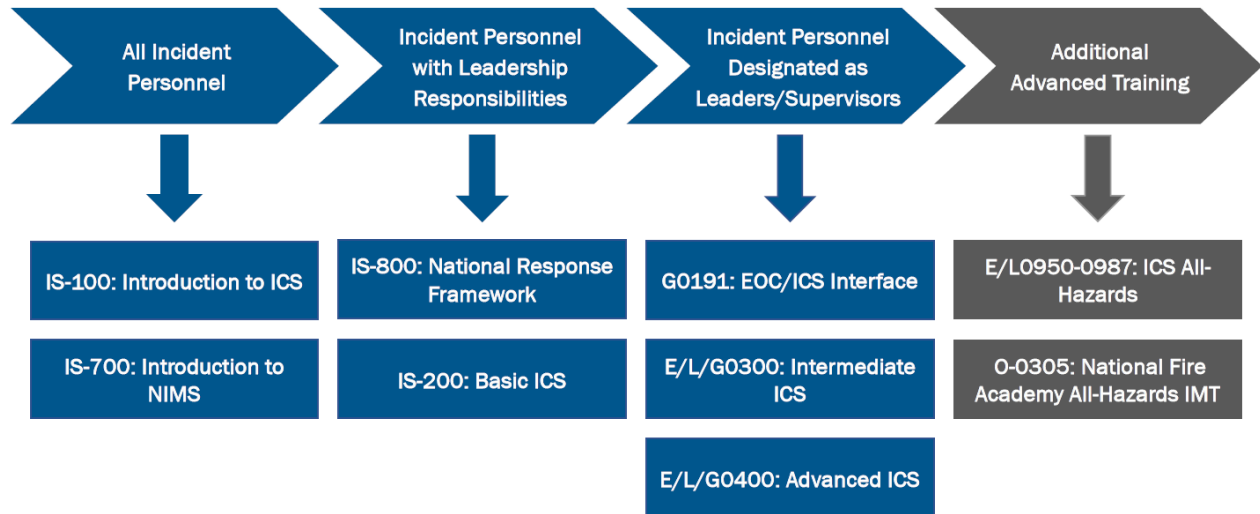 All Incident
Personnel
Incident Personnel
with Leadership
Responsibilities
Incident Personnel
Designated as
Leaders/Supervisors
Additional
Advanced Training
IS-100: Introduction to ICS
IS-700: Introduction to
NIMS
IS-800: National Response
Framework
IS-200: Basic ICS
G0191: EOC/ICS Interface
E/L/G0300: Intermediate
ICS
E/L/G0400: Advanced ICS
E/L0950-0987: ICS All-
Hazards
O-0305: National Fire
Academy All-Hazards IMT